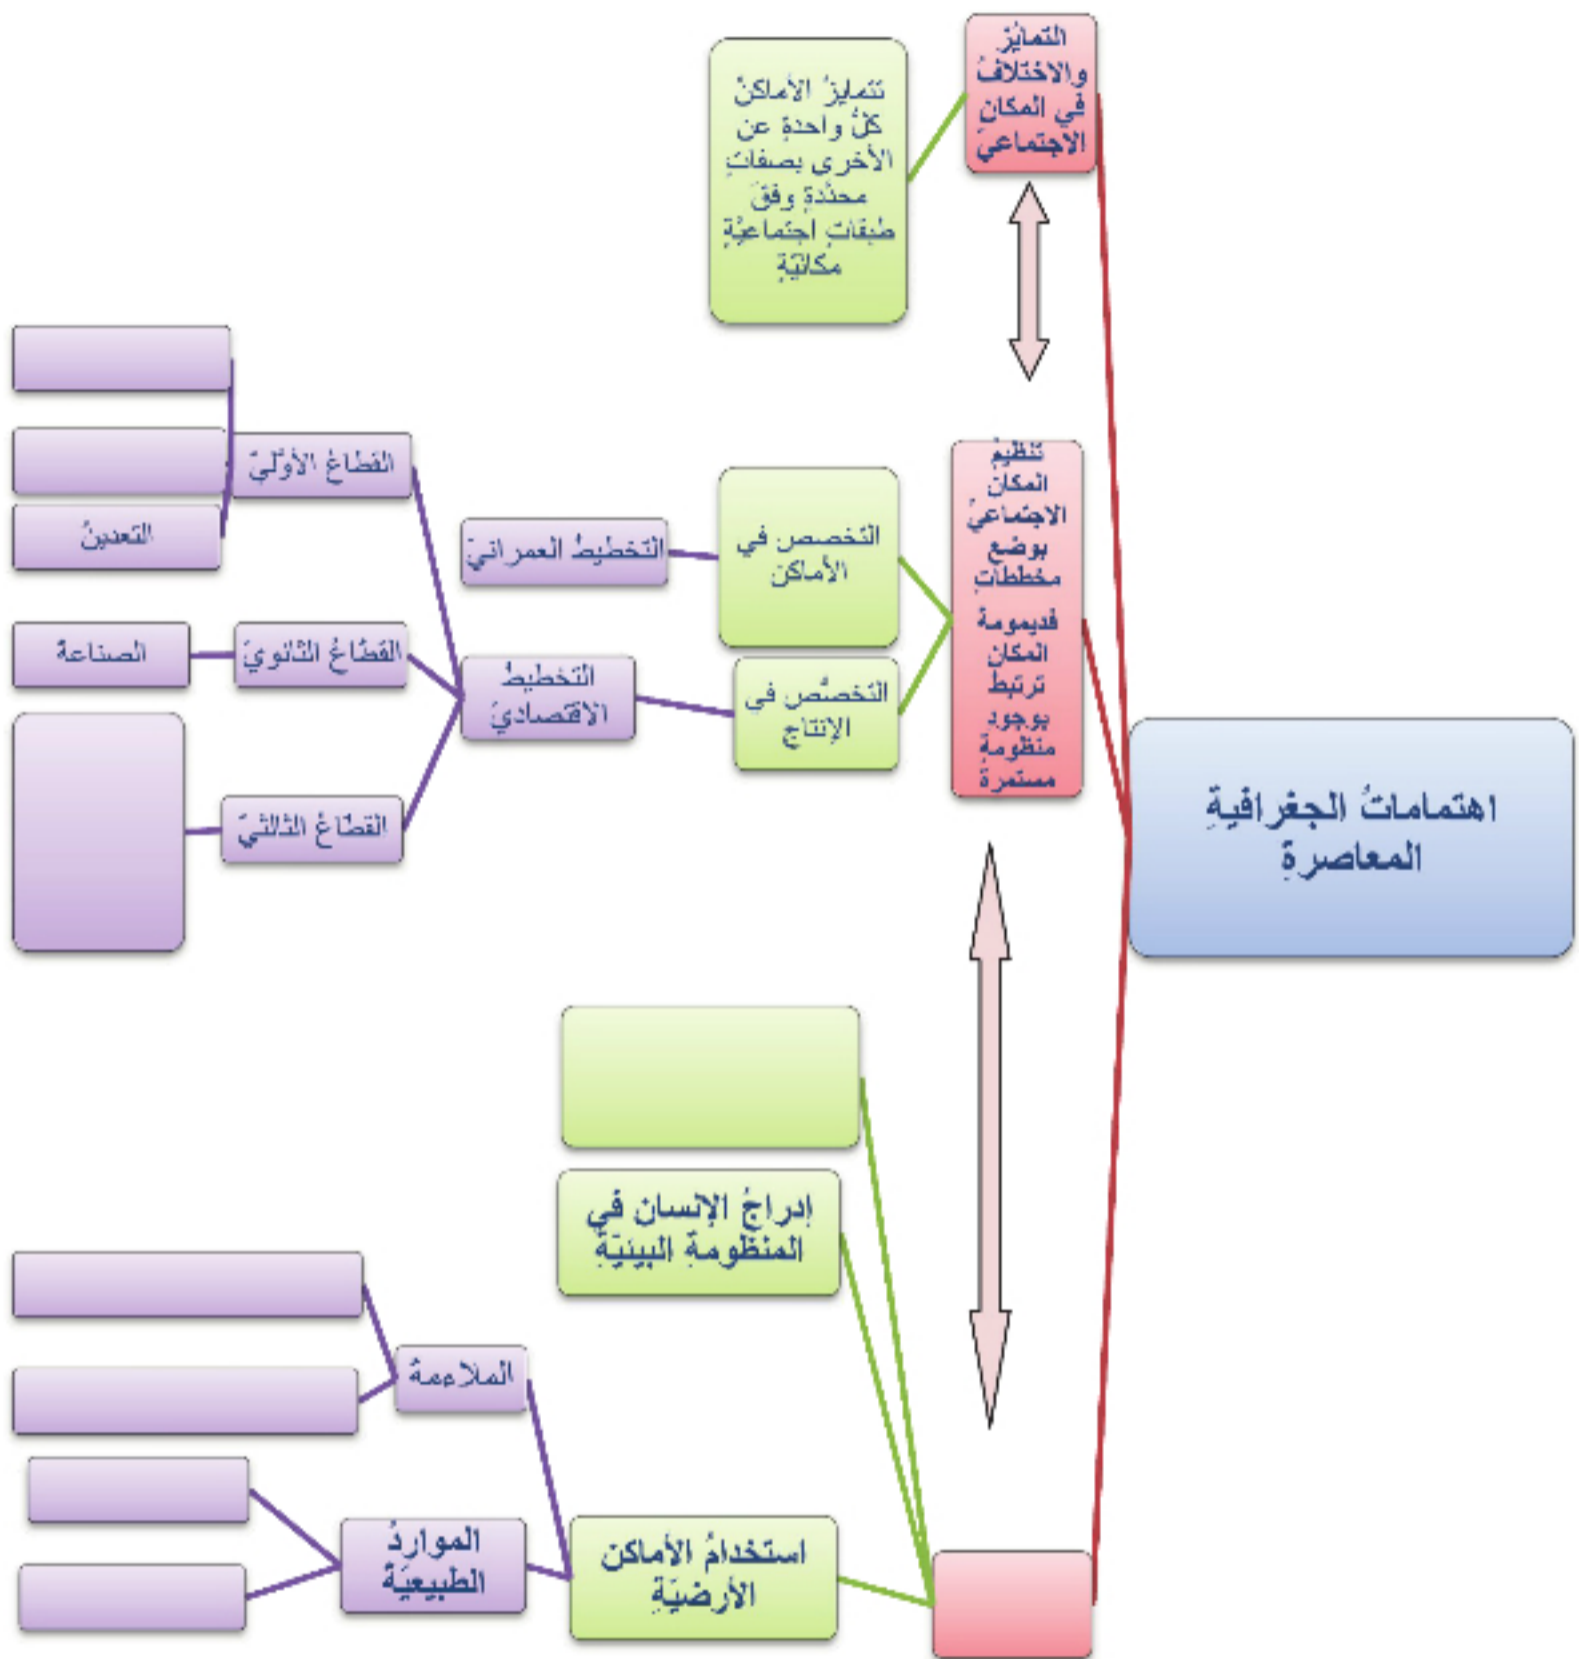 التمايُز
والاختلافُ
في المكان
الاجتماعيّ
تتمايزُ الأماكنُ
كلُّ واحدةٍ عن
الأخرى بصفاتٍ
محدَّدةٍ وفقَ
طبقاتٍ اجتماعيَّةٍ
مكانيّةٍ
تنظيمُ
المكان
الاجتماعيّ
بوضع
مخططاتٍ
فديمومة
المكان
ترتبط
بوجودِ
منظومةٍ
مستمرةٍ
التخصص في
الأماكن
التخطيطُ العمرانيّ
التخصُّص في
الإنتاج
التخطيطُ
الاقتصاديّ
القطاعُ الأوّليّ
التعدينُ
القطاعُ الثانويّ
الصناعةُ
القطاعُ الثالثيّ
اهتماماتُ الجغرافيةِ
المعاصرةِ
إدراجُ الإنسان في
المنظومةِ البيئيّةِ
استخدامُ الأماكن
الأرضيّةِ
الملاءمةُ
المواردُ
الطبيعيّةُ